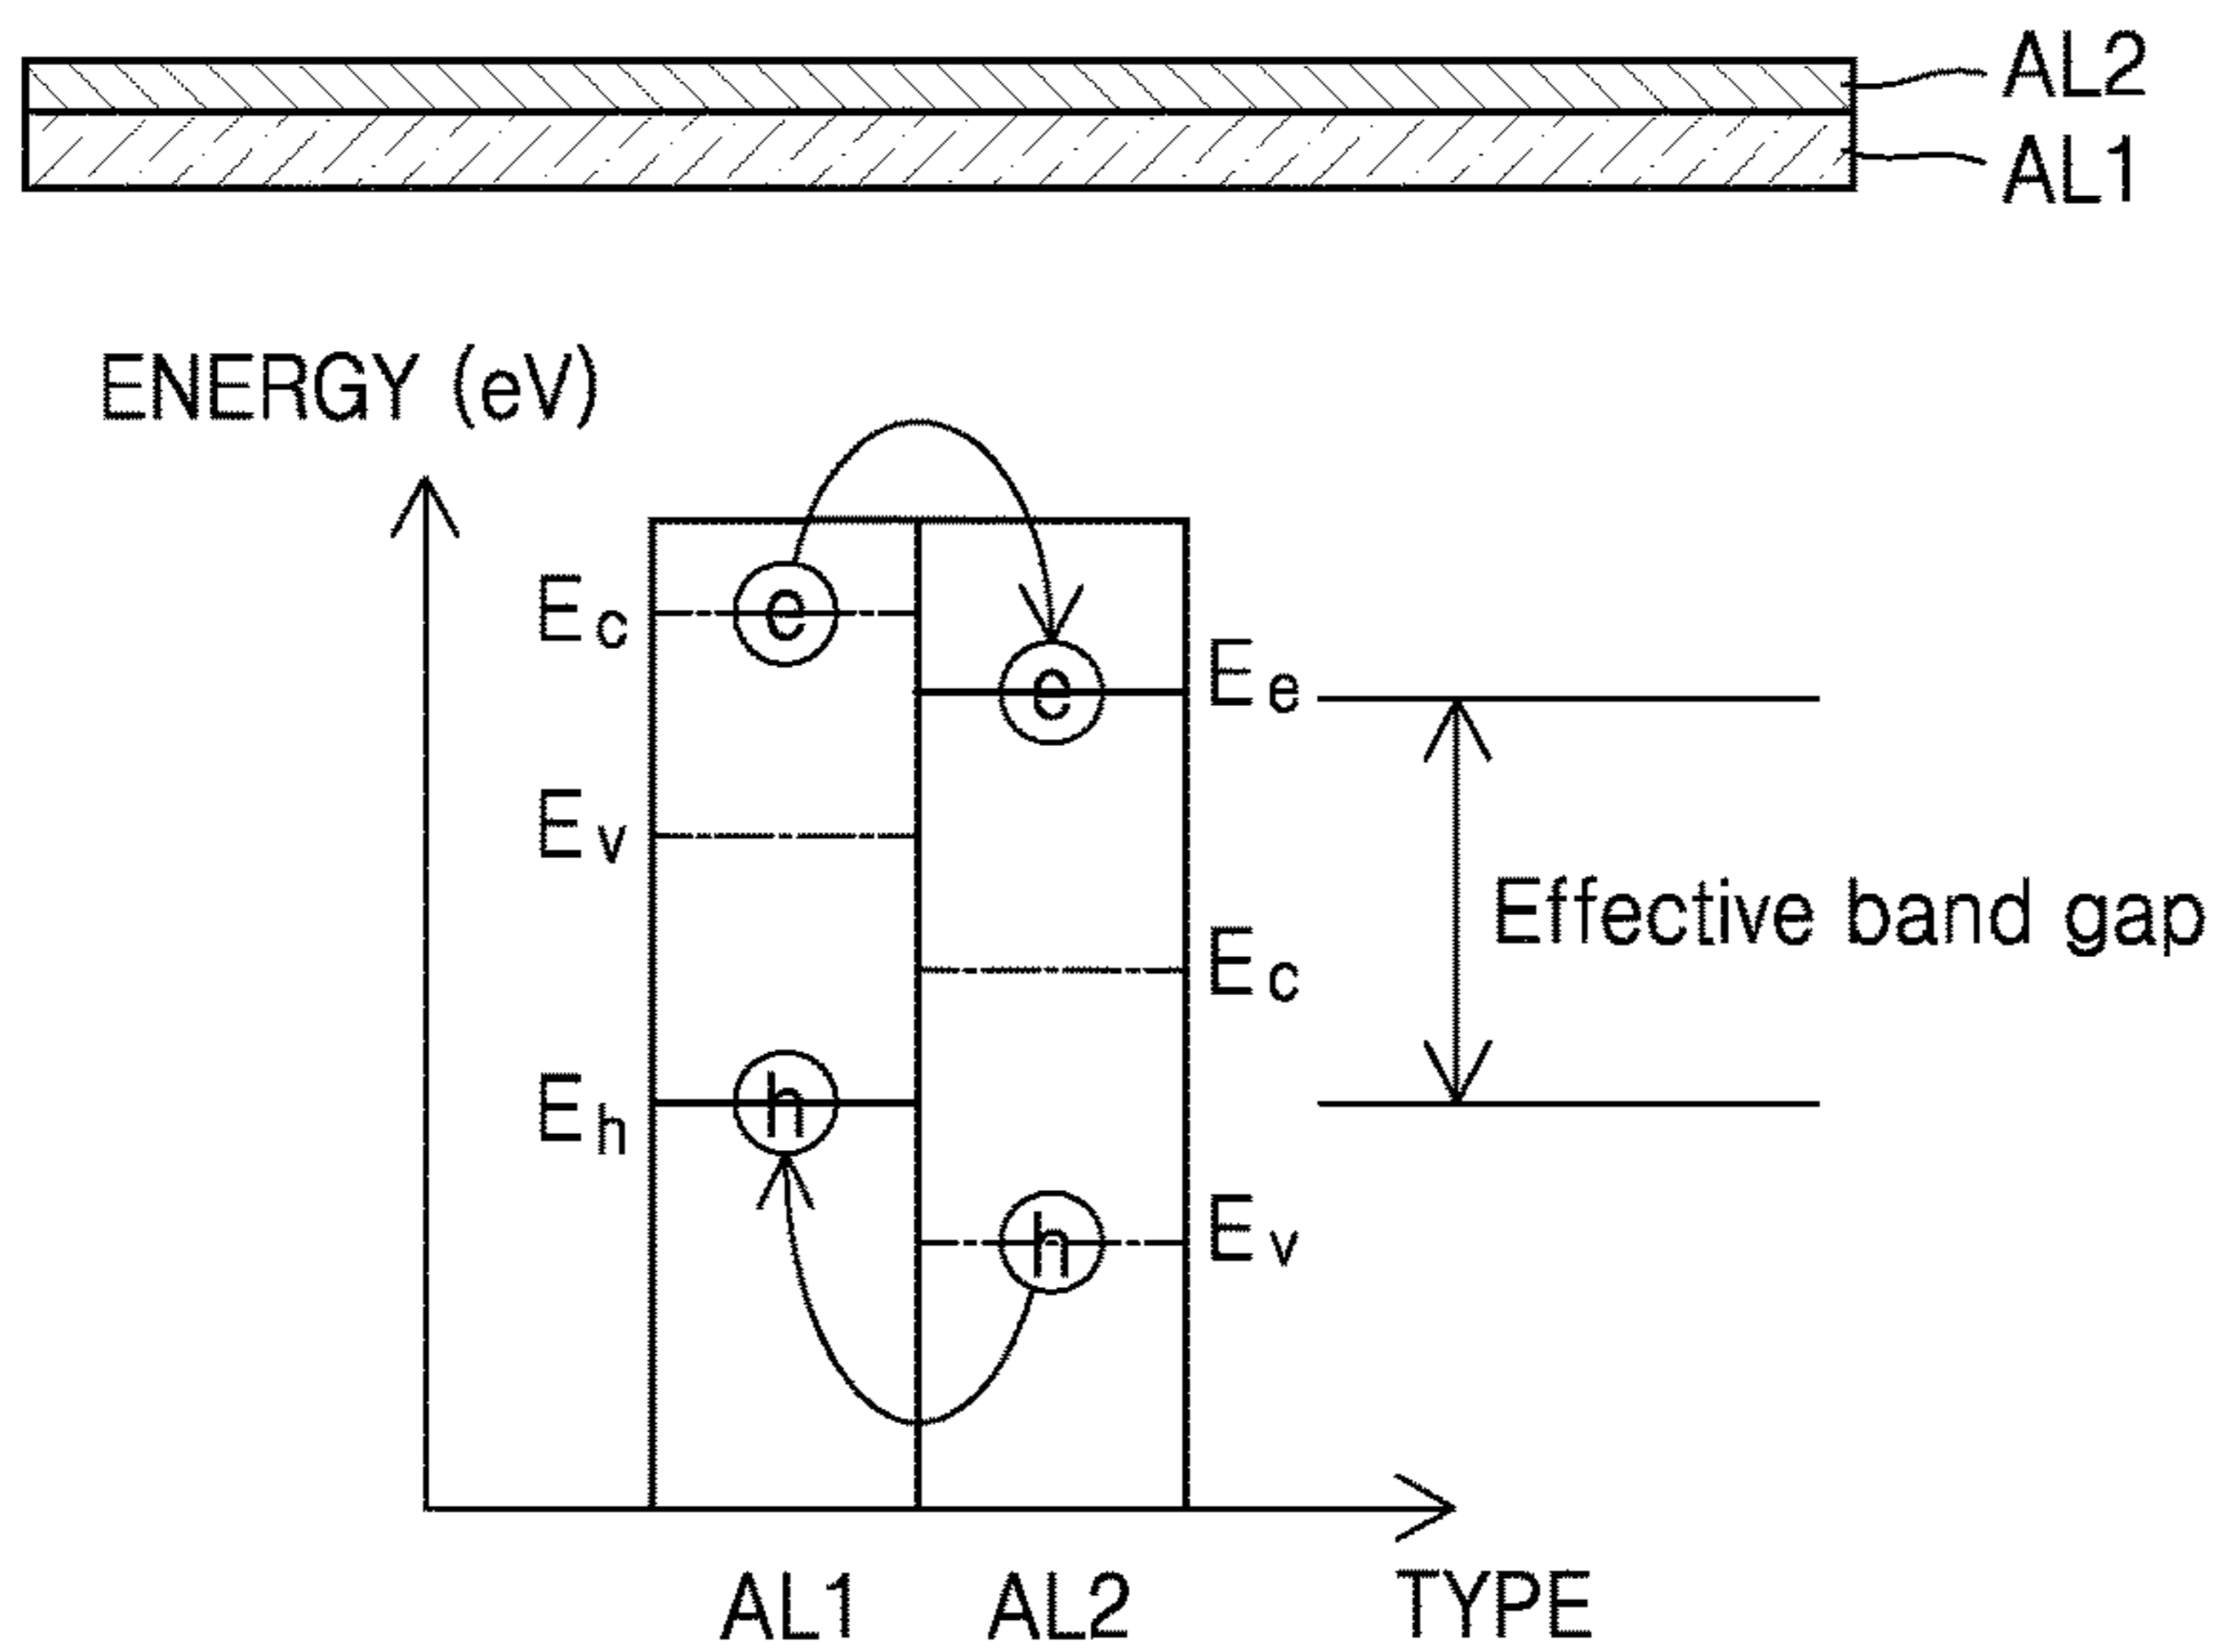 AL2
AL1
ENERGY (eV)
Ec
e
Ee
e
Ev
Effective band gap
Ec
Eh
h
Ev
h
AL1
AL2
TYPE